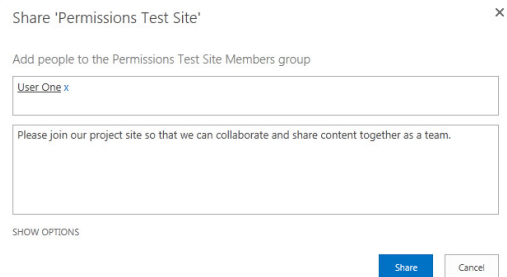 Share 'Permissions Test Site'
Add people to the Permissions Test Site Members group
User One x
Please join our project site so that we can collaborate and share content together as a team.
SHOW OPTIONS
Share Cancel